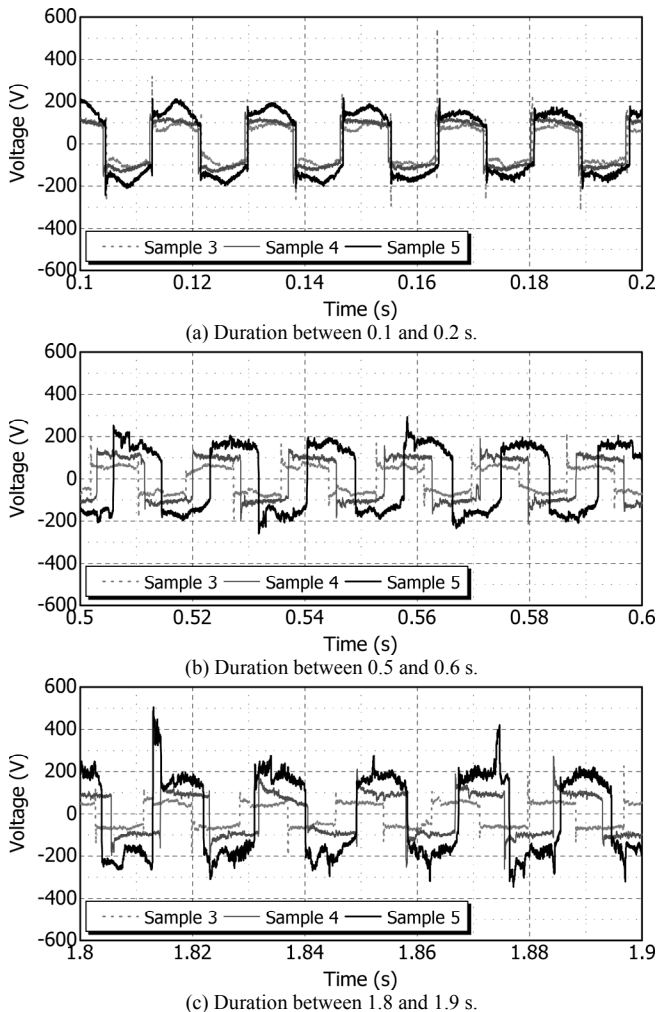 600
400
200
0
-200
-400
-600
Voltage (V)
Sample 3 Sample 4 Sample 5
0.1 0.12 0.14 0.16 0.18 0.2
Time (s)
(a) Duration between 0.1 and 0.2 s.
600
400
200
0
-200
-400
-600
Voltage (V)
Sample 3 Sample 4 Sample 5
0.5 0.52 0.54 0.56 0.58 0.6
Time (s)
(b) Duration between 0.5 and 0.6 s.
600
400
200
0
-200
-400
-600
Voltage (V)
Sample 3 Sample 4 Sample 5
1.8 1.82 1.84 1.86 1.88 1.9
Time (s)
(c) Duration between 1.8 and 1.9 s.